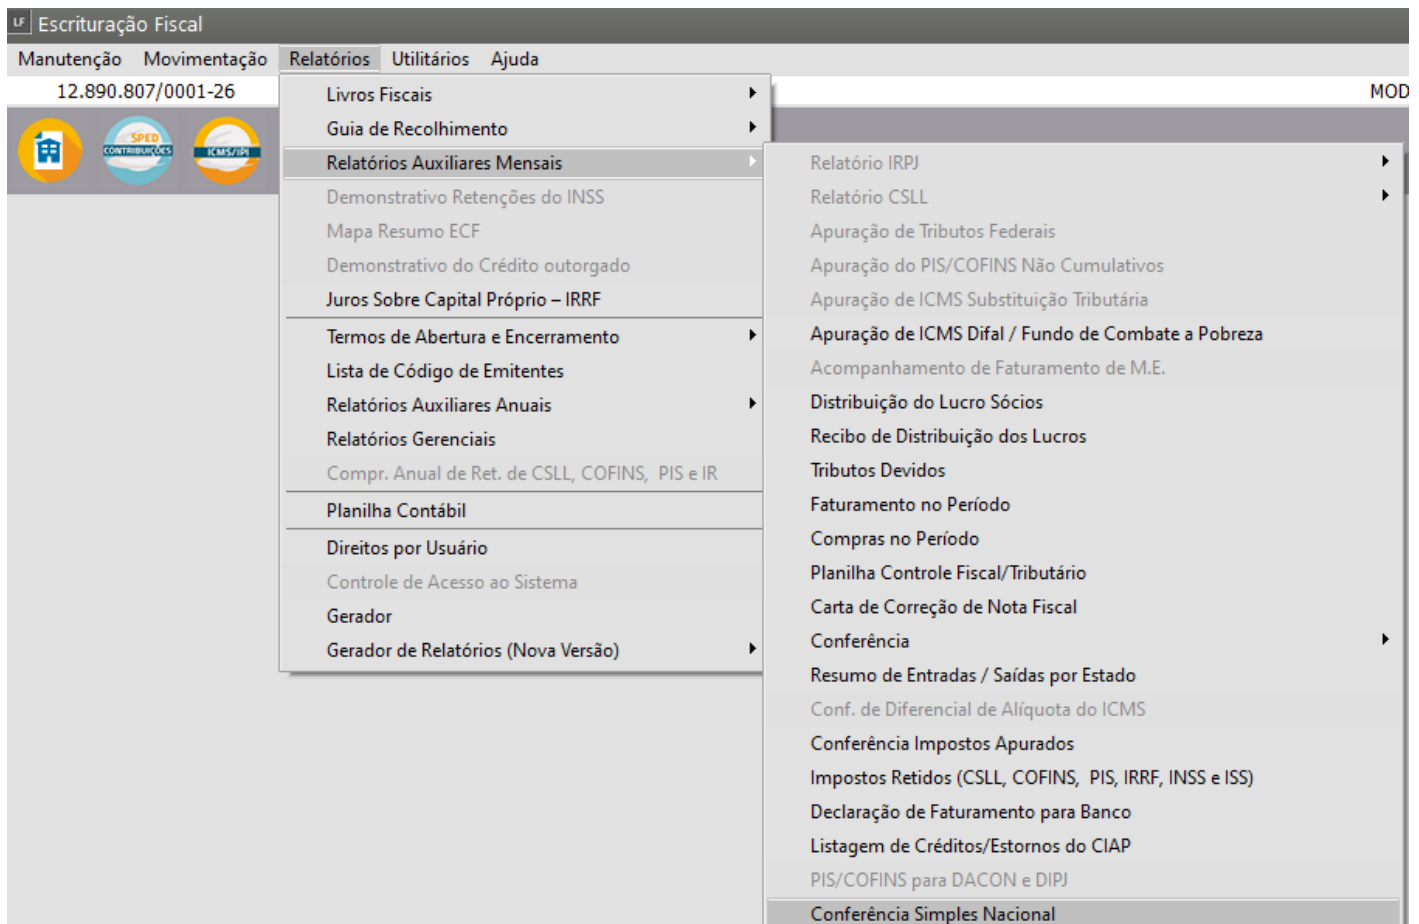 LF Escrituração Fiscal
Manutenção Movimentação Relatórios Utilitários Ajuda
12.890.807/0001-26
MOD
SPED
CONTRIBUIÇÕES
ICMS/IPI
Livros Fiscais
Guia de Recolhimento
Relatórios Auxiliares Mensais
Demonstrativo Retenções do INSS
Mapa Resumo ECF
Demonstrativo do Crédito outorgado
Juros Sobre Capital Próprio – IRRF
Termos de Abertura e Encerramento
Lista de Código de Emitentes
Relatórios Auxiliares Anuais
Relatórios Gerenciais
Compr. Anual de Ret. de CSLL, COFINS, PIS e IR
Planilha Contábil
Direitos por Usuário
Controle de Acesso ao Sistema
Gerador
Gerador de Relatórios (Nova Versão)
Relatório IRPJ
Relatório CSLL
Apuração de Tributos Federais
Apuração do PIS/COFINS Não Cumulativos
Apuração de ICMS Substituição Tributária
Apuração de ICMS Difal / Fundo de Combate a Pobreza
Acompanhamento de Faturamento de M.E.
Distribuição do Lucro Sócios
Recibo de Distribuição dos Lucros
Tributos Devidos
Faturamento no Período
Compras no Período
Planilha Controle Fiscal/Tributário
Carta de Correção de Nota Fiscal
Conferência
Resumo de Entradas / Saídas por Estado
Conf. de Diferencial de Alíquota do ICMS
Conferência Impostos Apurados
Impostos Retidos (CSLL, COFINS, PIS, IRRF, INSS e ISS)
Declaração de Faturamento para Banco
Listagem de Créditos/Estornos do CIAP
PIS/COFINS para DACON e DIPJ
Conferência Simples Nacional